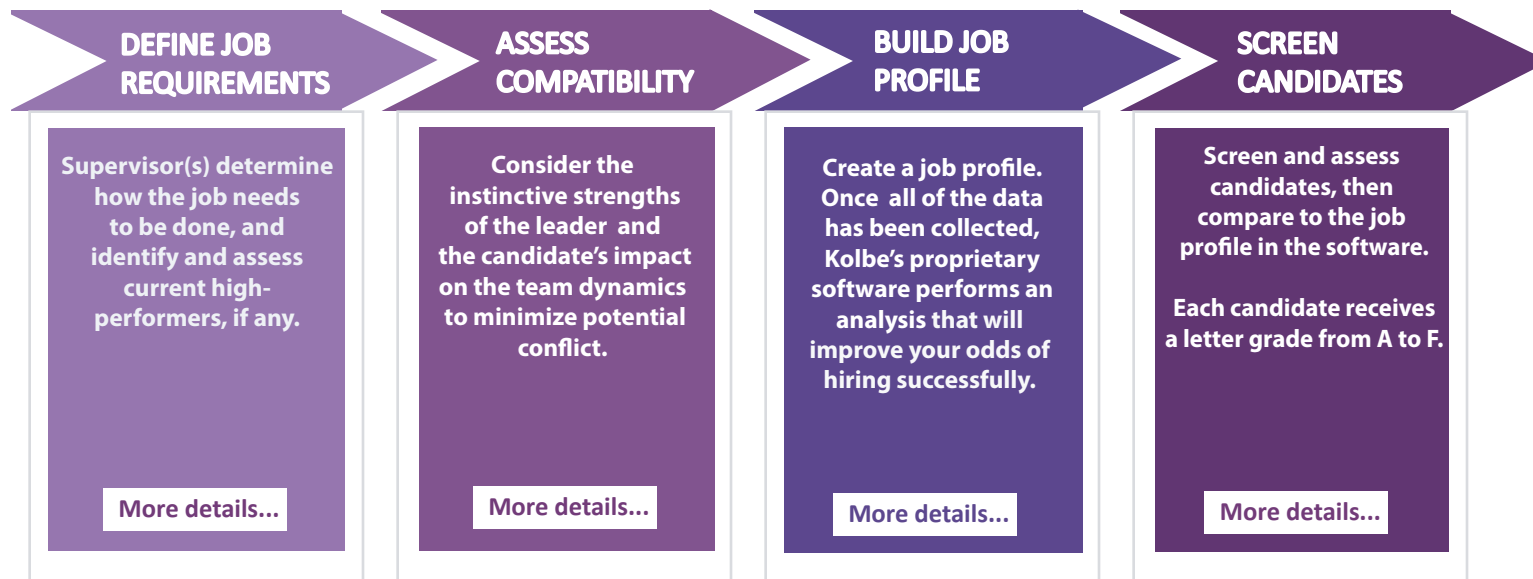 DEFINE JOB
REQUIREMENTS
Supervisor(s) determine
how the job needs
to be done, and
identify and assess
current high-
performers, if any.
More details...
ASSESS
COMPATIBILITY
Consider the
instinctive strengths
of the leader and
the candidate's impact
on the team dynamics
to minimize potential
conflict.
More details...
BUILD JOB
PROFILE
Create a job profile.
Once all of the data
has been collected,
Kolbe's proprietary
software performs an
analysis that will
improve your odds of
hiring successfully.
More details...
SCREEN
CANDIDATES
Screen and assess
candidates, then
compare to the job
profile in the software.
Each candidate receives
a letter grade from A to F.
More details...